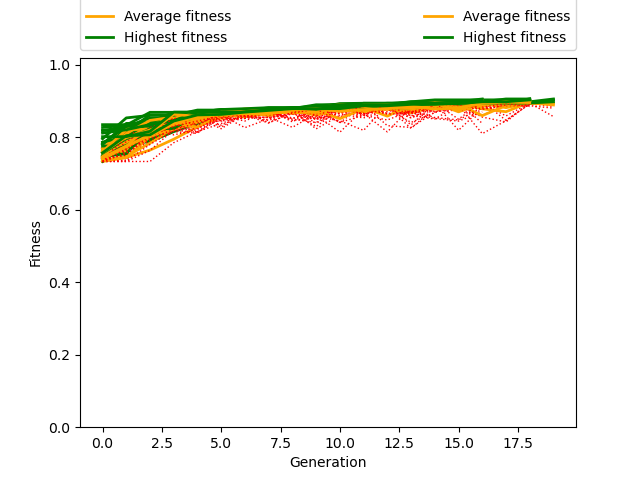 Average fitness Average fitness
Highest fitness Highest fitness
1.0
0.8
0.6
0.4
0.2
0.0
Fitness
0.0 2.5 5.0 7.5 10.0 12.5 15.0 17.5
Generation